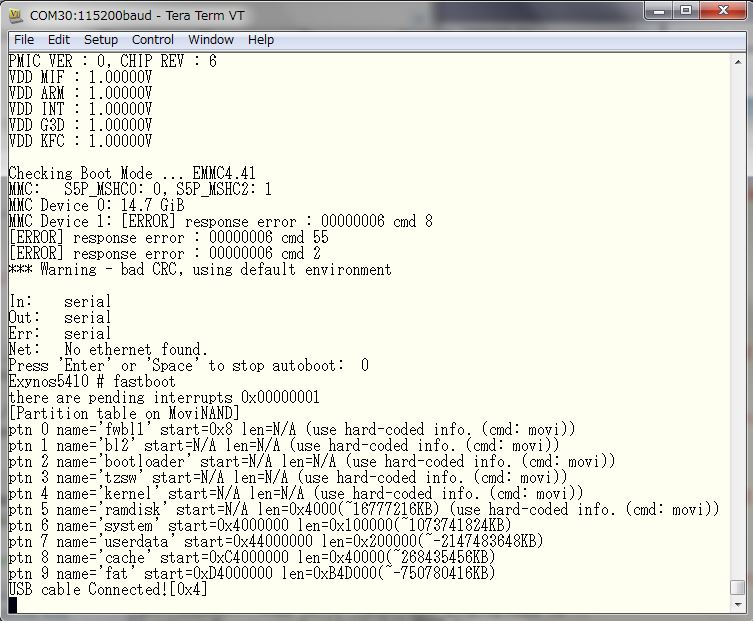 COM30:115200baud - Tera Term VT
File Edit Setup Control Window Help
PMIC VER : 0, CHIP REV : 6
VDD MIF : 1.00000V
VDD ARM : 1.00000V
VDD INT : 1.00000V
VDD G3D : 1.00000V
VDD KFC : 1.00000V
Checking Boot Mode ... EMMC4.41
MMC:   S5P_MSHC0: 0, S5P_MSHC2: 1
MMC Device 0: 14.7 GiB
MMC Device 1: [ERROR] response error : 00000006 cmd 8
[ERROR] response error : 00000006 cmd 55
[ERROR] response error : 00000006 cmd 2
*** Warning - bad CRC, using default environment
In:    serial
Out:   serial
Err:   serial
Net:   No ethernet found.
Press 'Enter' or 'Space' to stop autoboot:  0
Exynos5410 # fastboot
there are pending interrupts 0x00000001
[Partition table on MoviNAND]
ptn 0 name='fwbl1' start=0x8 len=N/A (use hard-coded info. (cmd: movi))
ptn 1 name='bl2' start=N/A len=N/A (use hard-coded info. (cmd: movi))
ptn 2 name='bootloader' start=N/A len=N/A (use hard-coded info. (cmd: movi))
ptn 3 name='tzsw' start=N/A len=N/A (use hard-coded info. (cmd: movi))
ptn 4 name='kernel' start=N/A len=N/A (use hard-coded info. (cmd: movi))
ptn 5 name='ramdisk' start=N/A len=0x4000(~16777216KB) (use hard-coded info. (cmd: movi))
ptn 6 name='system' start=0x4000000 len=0x100000(~1073741824KB)
ptn 7 name='userdata' start=0x44000000 len=0x200000(~-2147483648KB)
ptn 8 name='cache' start=0xC4000000 len=0x40000(~268435456KB)
ptn 9 name='fat' start=0xD4000000 len=0xB4D000(~-750780416KB)
USB cable Connected![0x4]